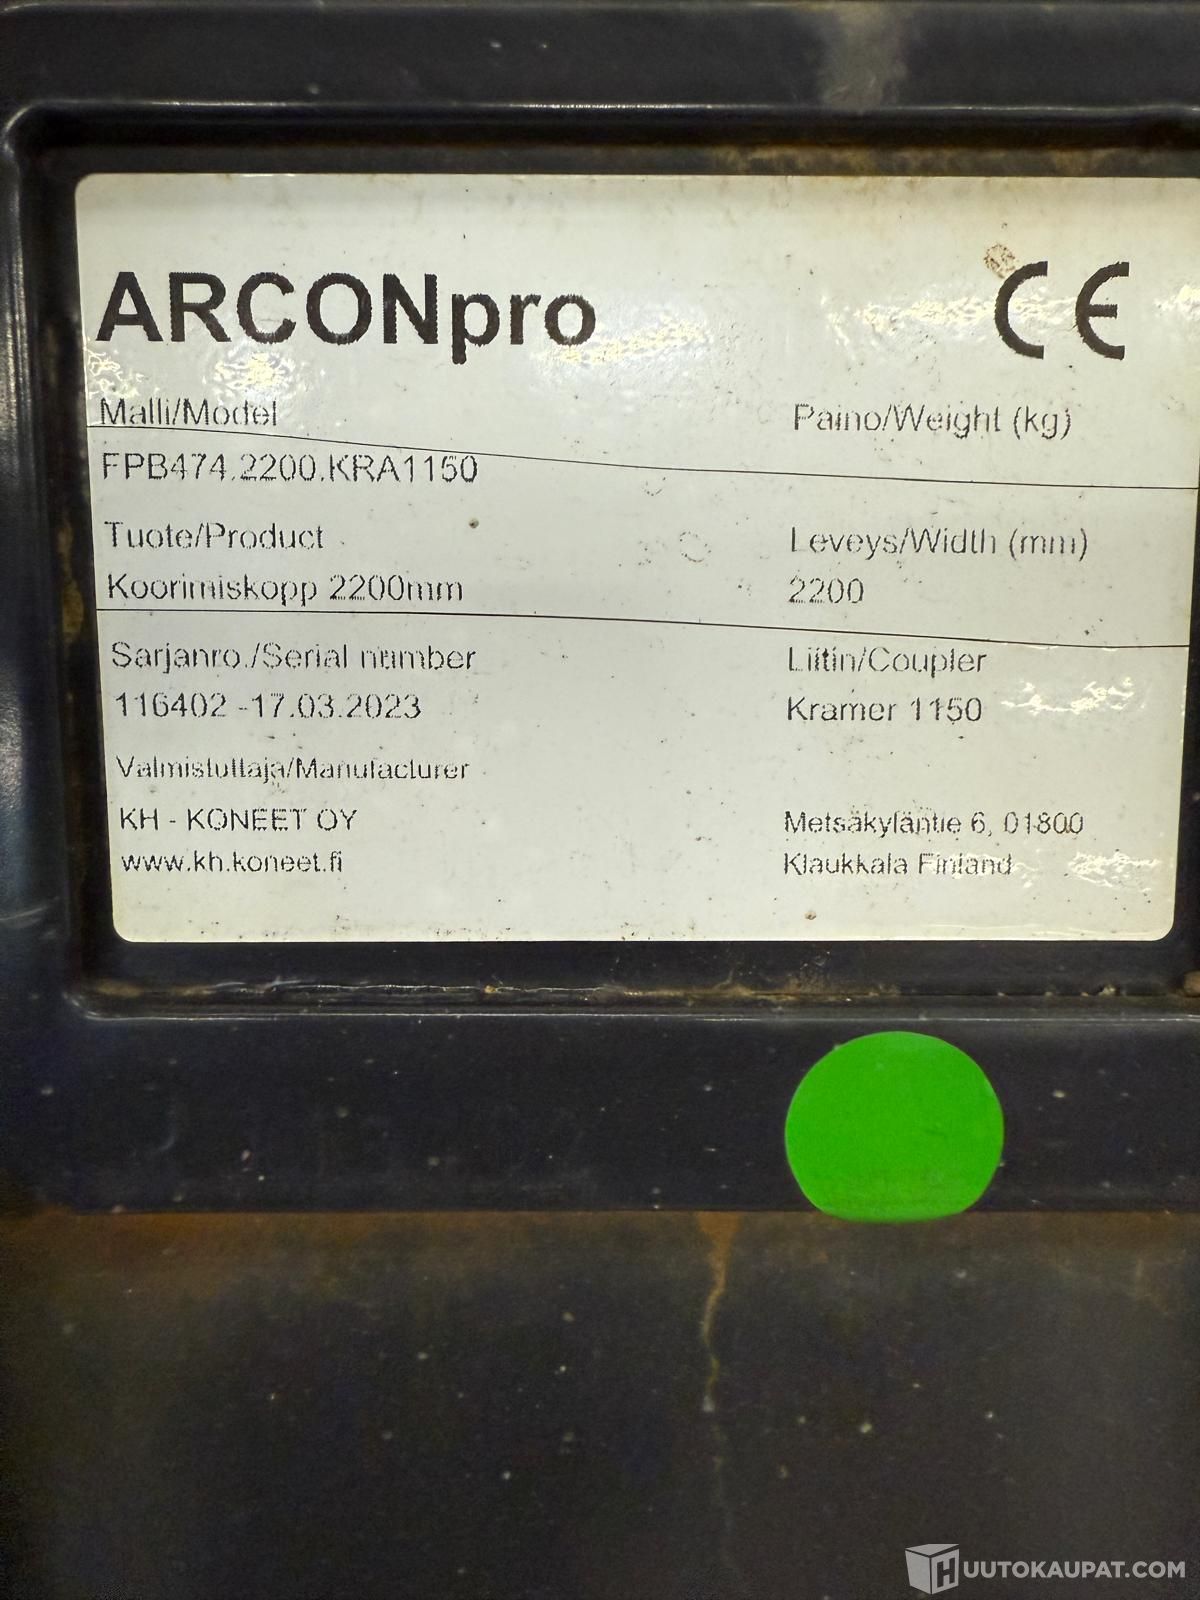 ARCONpro
CE
Malli/Model
Paino/Weight (kg)
FPB474.2200.KRA1150
Tuote/Product
Leveys/Width (mm)
Koorimiskopp 2200mm
2200
Sarjanro./Serial number
Liitin/Coupler
116402 -17.03.2023
Kramer 1150
Valmistuttaja/Manufacturer
KH - KONEET OY
Metsäkyläntie 6, 01800
www.kh.koneet.fi
Klaukkala Finland
HUUTOKAUPAT.COM